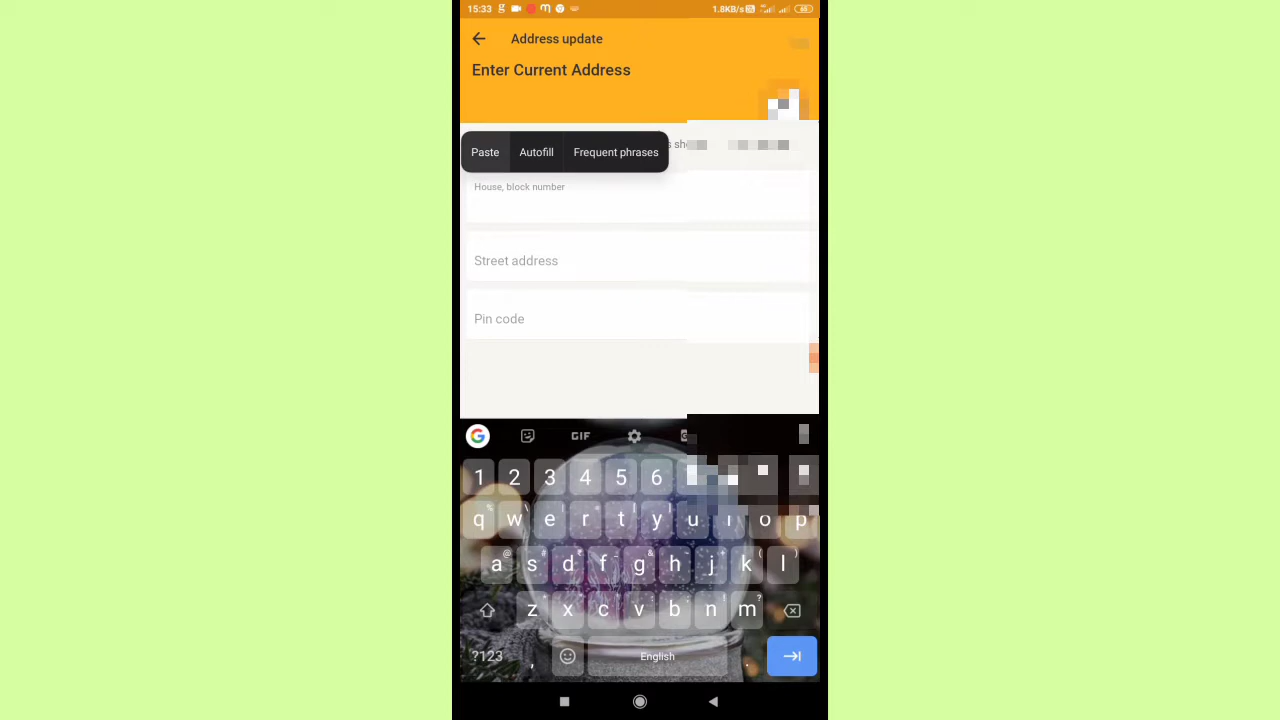 15:33
1.8KB/s
Address update
Enter Current Address
Paste Autofill Frequent phrases
House, block number
Street address
Pin code
GIF
1 2 3 4 5 6
q w e r t y u i o p
a s d f g h j k l
z x c v b n m
?123 , English .